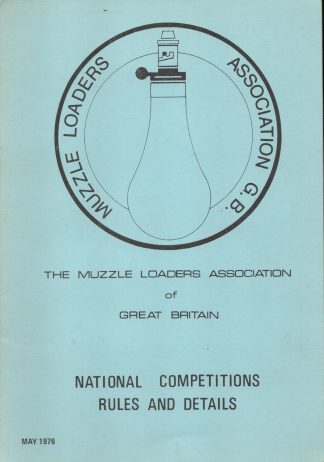 MUZZLE LOADERS ASSOCIATION G.B.
THE MUZZLE LOADERS ASSOCIATION
of
GREAT BRITAIN
NATIONAL COMPETITIONS
RULES AND DETAILS
MAY 1976